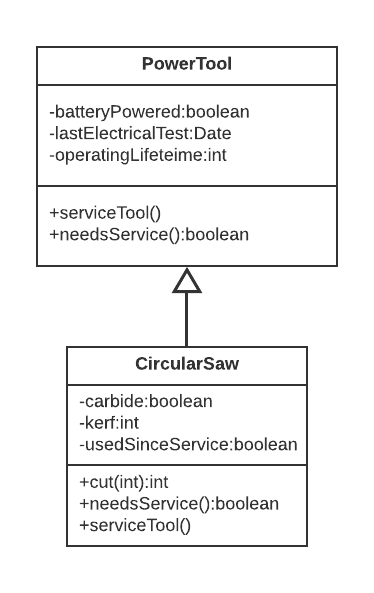 PowerTool
-batteryPowered:boolean
-lastElectricalTest:Date
-operatingLifeteime:int
+serviceTool()
+needsService():boolean
CircularSaw
-carbide:boolean
-kerf:int
-usedSinceService:boolean
+cut(int):int
+needsService():boolean
+serviceTool()